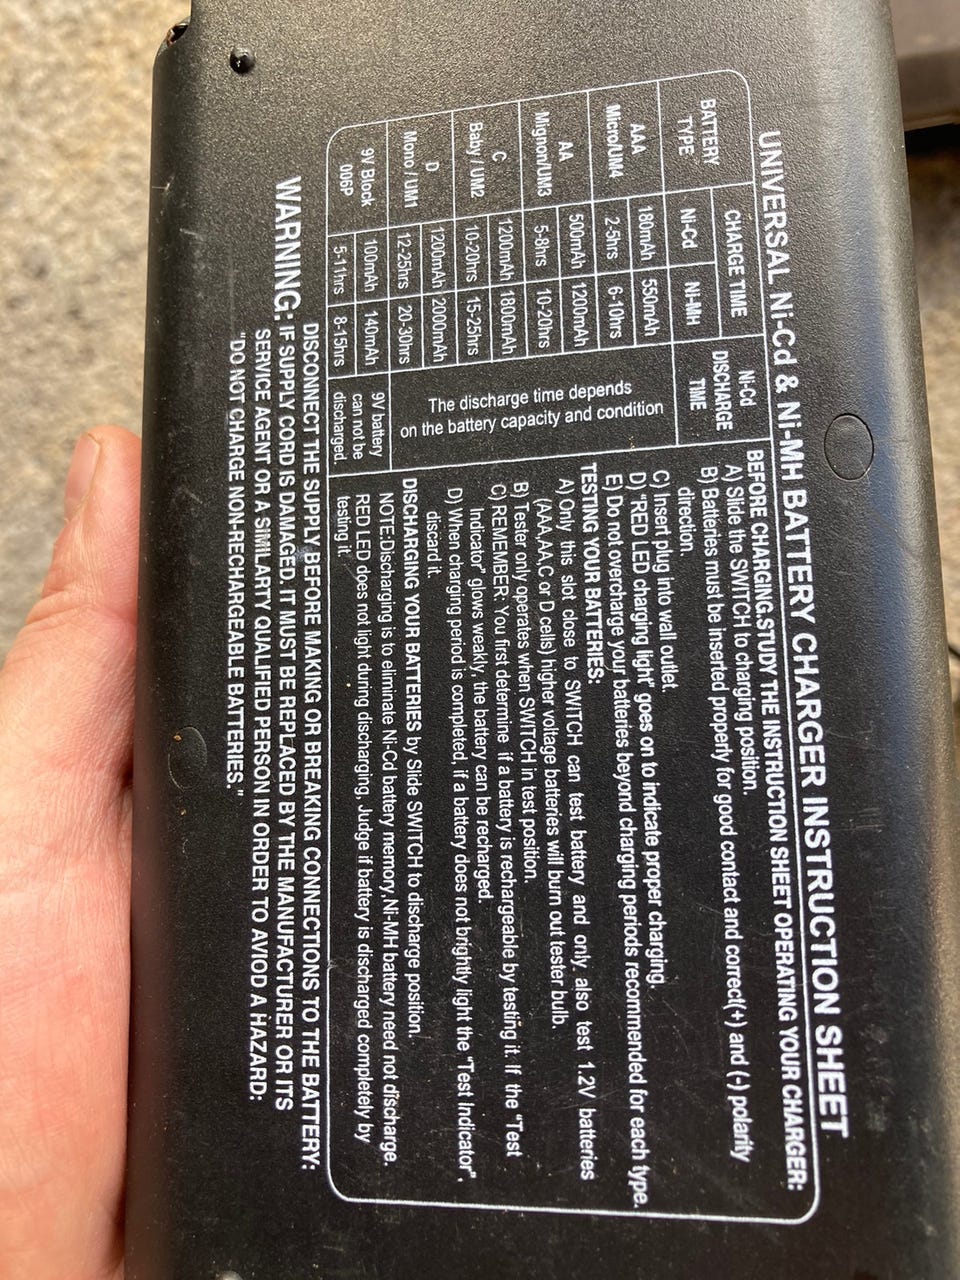 UNIVERSAL Ni-Cd & Ni-MH BATTERY CHARGER INSTRUCTION SHEET
BATTERY TYPE CHARGE TIME Ni-Cd DISCHARGE TIME
Ni-Cd Ni-MH
AAA Micro/UM4 180mAh 550mAh
2-5hrs 6-10hrs
AA Mignon/UM3 500mAh 1200mAh
5-8hrs 10-20hrs
C Baby / UM2 1200mAh 1800mAh
10-20hrs 15-25hrs
D Mono / UM1 1200mAh 2000mAh
12-25hrs 20-30hrs
The discharge time depends
on the battery capacity and condition
9V Block 006P 100mAh 140mAh
5-11hrs 8-15hrs
9V battery
can not be
discharged.
BEFORE CHARGING,STUDY THE INSTRUCTION SHEET OPERATING YOUR CHARGER:
A) Slide the SWITCH to charging position.
B) Batteries must be inserted properly for good contact and correct(+) and (-) polarity
direction.
C) Insert plug into wall outlet.
D) "RED LED charging light" goes on to indicate proper charging.
E) Do not overcharge your batteries beyond charging periods recommended for each type.
TESTING YOUR BATTERIES:
A) Only this slot close to SWITCH can test battery and only also test 1.2V batteries
(AAA,AA,C or D cells) higher voltage batteries will burn out tester bulb.
B) Tester only operates when SWITCH in test position.
C) REMEMBER: You first determine if a battery is rechargeable by testing it. If the "Test
Indicator" glows weakly, the battery can be recharged.
D) When charging period is completed, if a battery does not brightly light the "Test Indicator",
discard it.
DISCHARGING YOUR BATTERIES by Slide SWITCH to discharge position.
NOTE:Discharging is to eliminate Ni-Cd battery memory,Ni-MH battery need not discharge.
RED LED does not light during discharging, Judge if battery is discharged completely by
testing it.
WARNING: DISCONNECT THE SUPPLY BEFORE MAKING OR BREAKING CONNECTIONS TO THE BATTERY:
IF SUPPLY CORD IS DAMAGED. IT MUST BE REPLACED BY THE MANUFACTURER OR ITS
SERVICE AGENT OR A SIMILARTY QUALIFIED PERSON IN ORDER TO AVIOD A HAZARD:
"DO NOT CHARGE NON-RECHARGEABLE BATTERIES."